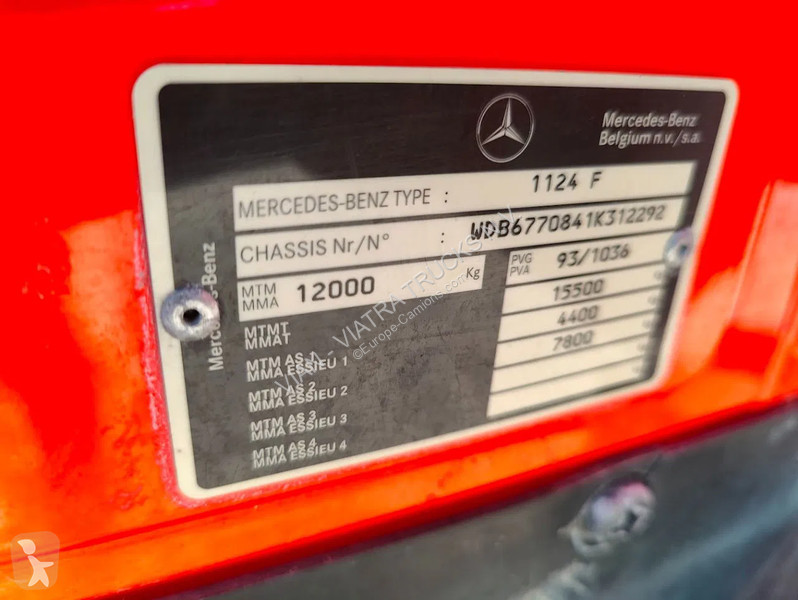 Mercedes-Benz
Belgium n.v./s.a.
MERCEDES-BENZ TYPE : 1124 F
CHASSIS Nr/N° : WDB6770841K312292
MTM
MMA 12000 Kg
PVG
PVA 93/1036
MTMT
MMAT 15500
MTM AS 1
MMA ESSIEU 1 4400
MTM AS 2
MMA ESSIEU 2 7800
MTM AS 3
MMA ESSIEU 3
MTM AS 4
MMA ESSIEU 4
Mercedes-Benz
VIATRA TRUCKS
©Europe-Camions.com